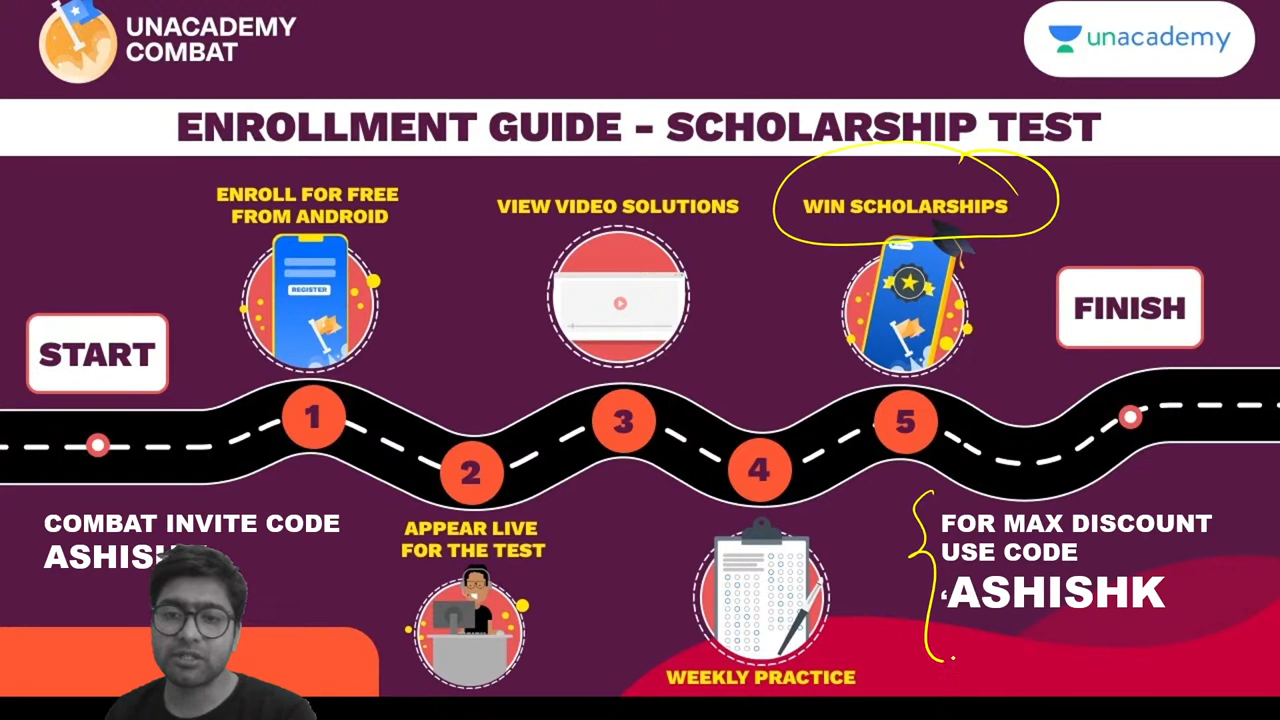 UNACADEMY
COMBAT
unacademy
ENROLLMENT GUIDE - SCHOLARSHIP TEST
ENROLL FOR FREE
FROM ANDROID
VIEW VIDEO SOLUTIONS
WIN SCHOLARSHIPS
REGISTER
START
FINISH
1
2
3
4
5
COMBAT INVITE CODE
APPEAR LIVE
FOR THE TEST
FOR MAX DISCOUNT
USE CODE
‘ASHISHK
WEEKLY PRACTICE